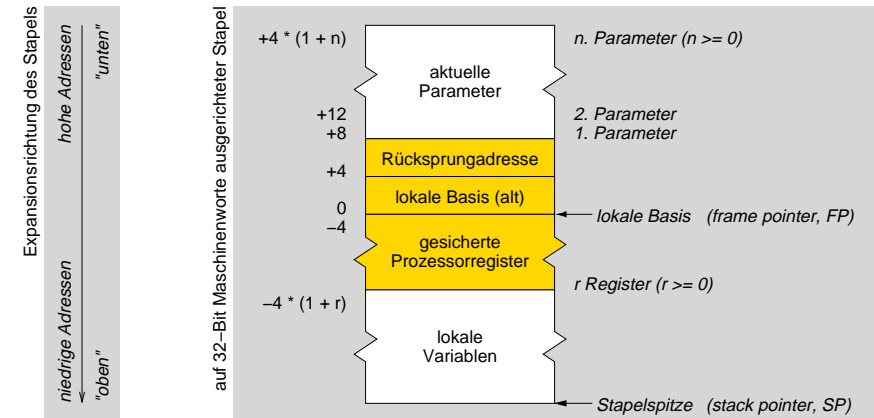 Expansionsrichtung des Stapels
hohe Adressen
niedrige Adressen
"unten"
"oben"
auf 32–Bit Maschinenworte ausgerichteter Stapel
+4 * (1 + n)
n. Parameter (n >= 0)
aktuelle
Parameter
+12
2. Parameter
+8
1. Parameter
Rücksprungadresse
+4
lokale Basis (alt)
0
lokale Basis (frame pointer, FP)
–4
gesicherte
Prozessorregister
r Register (r >= 0)
–4 * (1 + r)
lokale
Variablen
Stapelspitze (stack pointer, SP)